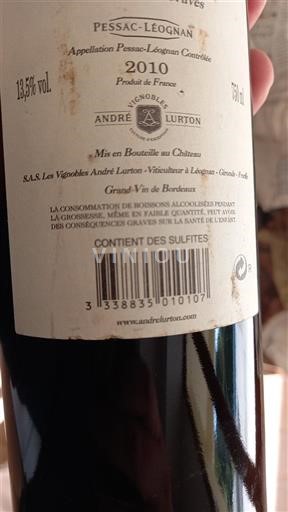 Graves
PESSAC-LÉOGNAN
Appellation Pessac-Léognan Contrôlée
2010
Produit de France
13,5% vol.
750 ml
VIGNOBLES
ANDRÉ LURTON
Mis en Bouteille au Château
S.A.S. Les Vignobles André Lurton - Viticulteur à Léognan - Gironde - France
Grand Vin de Bordeaux
LA CONSOMMATION DE BOISSONS ALCOOLISÉES PENDANT
LA GROSSESSE, MÊME EN FAIBLE QUANTITÉ, PEUT AVOIR
DES CONSÉQUENCES GRAVES SUR LA SANTÉ DE L'ENFANT.
CONTIENT DES SULFITES
VINIOU
3 338835 010107
www.andrelurton.com